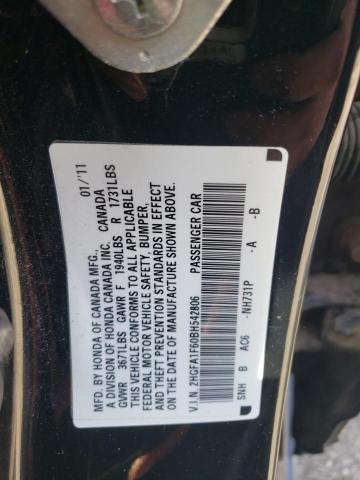 MFD. BY HONDA OF CANADA MFG., 01/'11
A DIVISION OF HONDA CANADA INC. CANADA
GVWR 3671LBS GAWR F 1940LBS R 1731LBS
THIS VEHICLE CONFORMS TO ALL APPLICABLE
FEDERAL MOTOR VEHICLE SAFETY, BUMPER,
AND THEFT PREVENTION STANDARDS IN EFFECT
ON THE DATE OF MANUFACTURE SHOWN ABOVE.
V.I.N. 2HGFA1F60BH542806 PASSENGER CAR
SNH B AC6 -NH731P -A -B